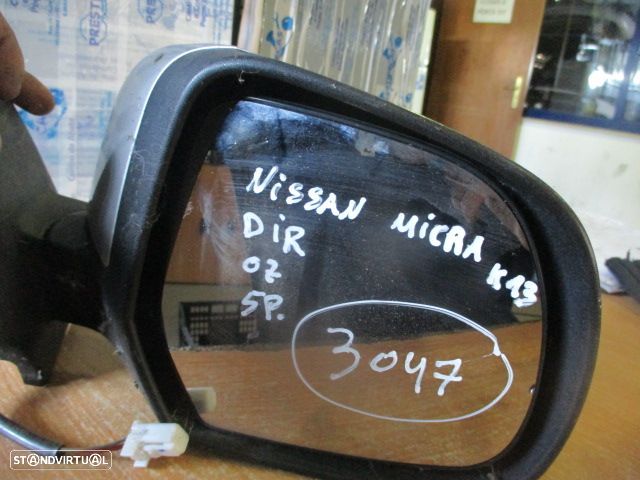 NISSAN MICRA K13
DIR
02
5P.
3047
STANDVIRTUAL